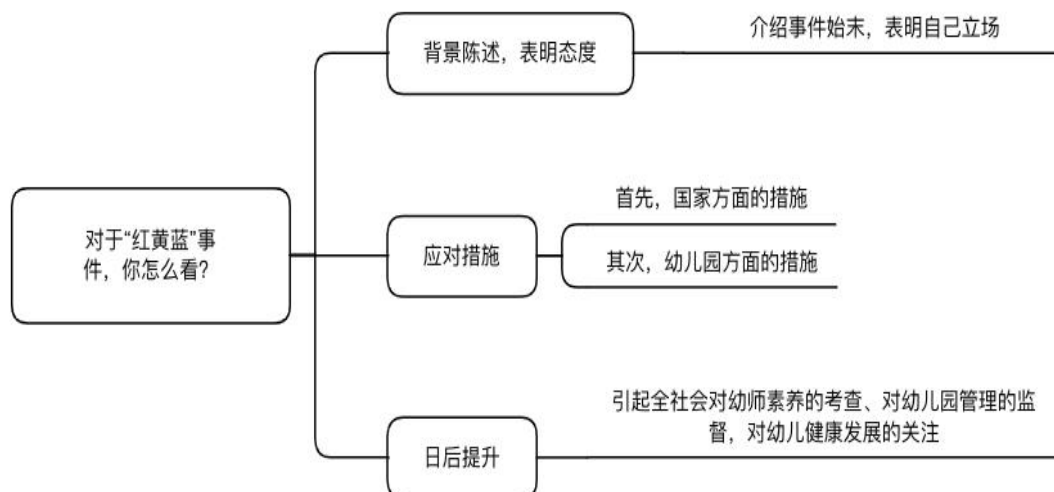 背景陈述，表明态度
介绍事件始末，表明自己立场
对于“红黄蓝”事
件，你怎么看？
应对措施
首先，国家方面的措施
其次，幼儿园方面的措施
日后提升
引起全社会对幼师素养的考查、对幼儿园管理的监
督，对幼儿健康发展的关注